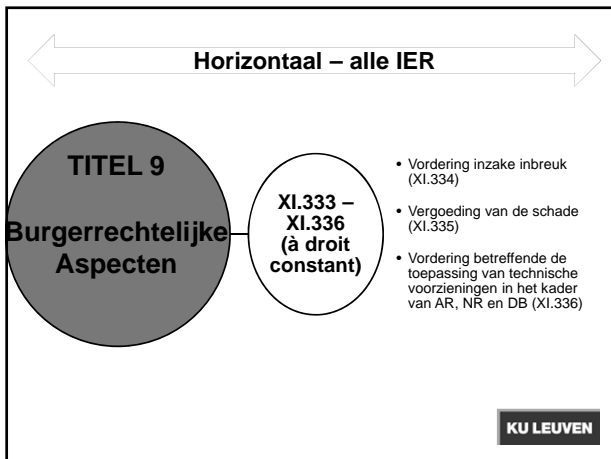 Horizontaal – alle IER
TITEL 9
Burgerrechtelijke
Aspecten
XI.333 –
XI.336
(à droit
constant)
• Vordering inzake inbreuk
(XI.334)
• Vergoeding van de schade
(XI.335)
• Vordering betreffende de
toepassing van technische
voorzieningen in het kader
van AR, NR en DB (XI.336)
KU LEUVEN